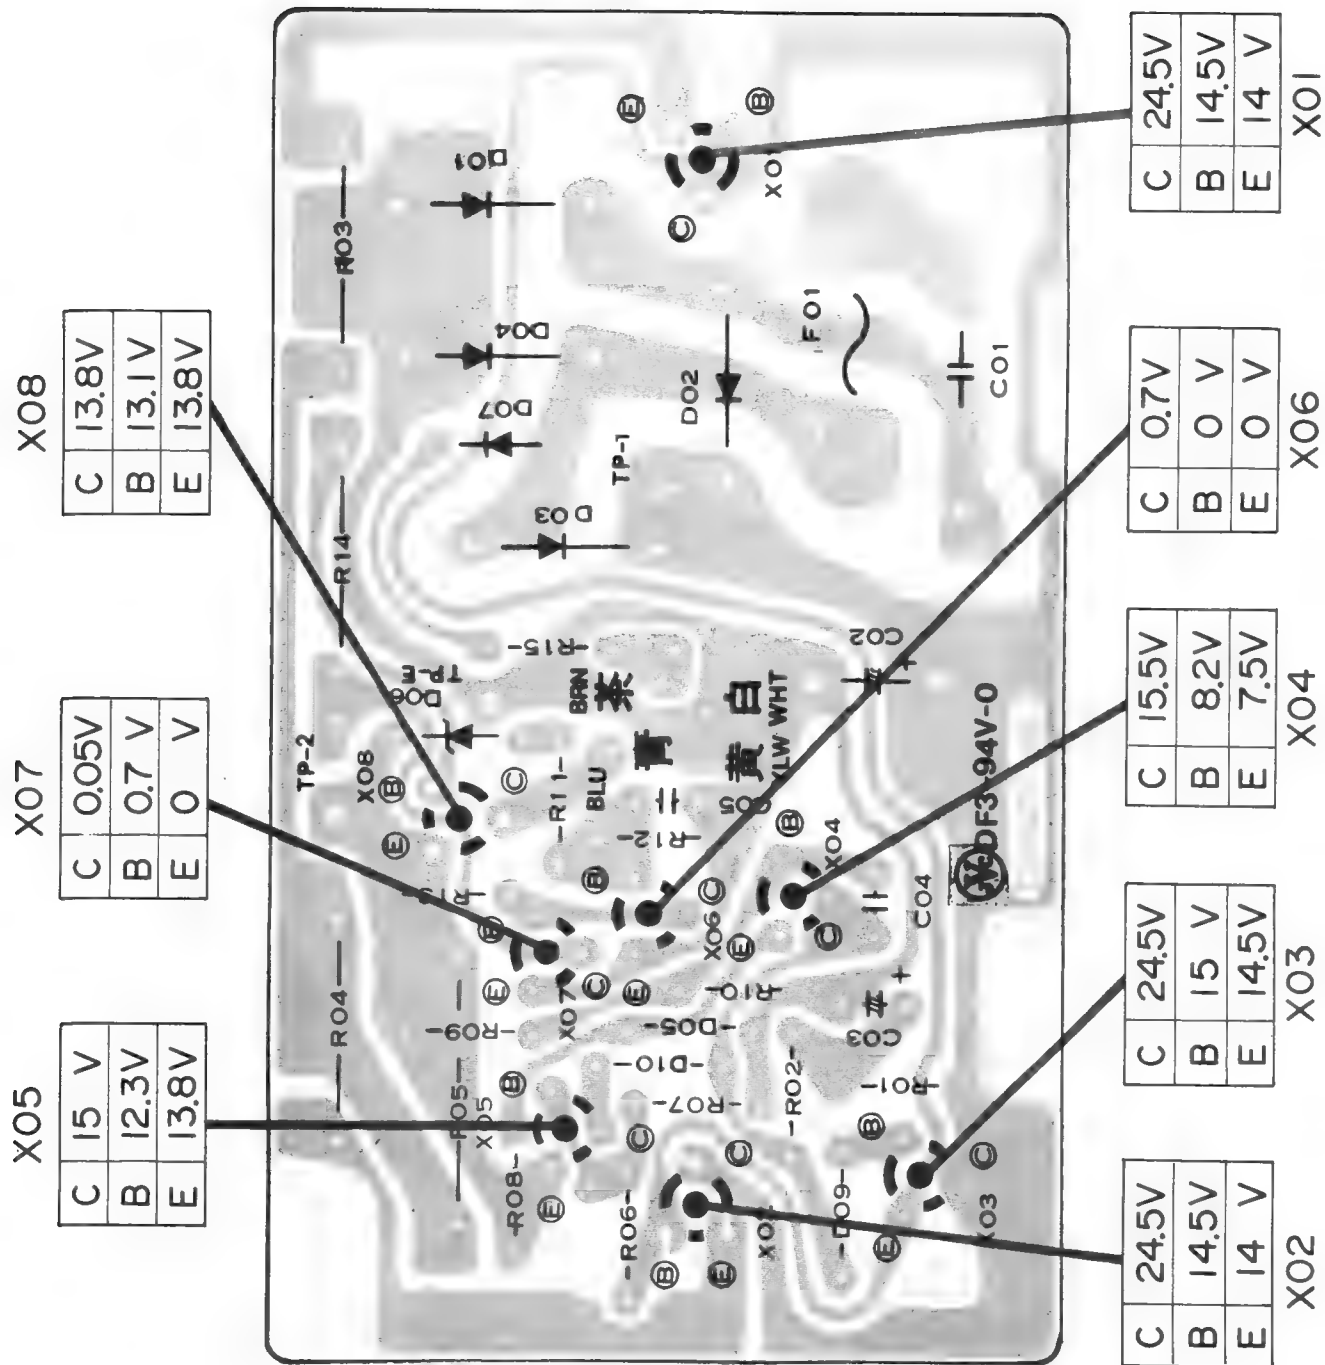 X05
C 15 V
B 12.3V
E 13.8V
X07
C 0.05V
B 0.7 V
E 0 V
X08
C 13.8V
B 13.1V
E 13.8V
R04
R14
R03
TP-2
X08
TP-E
D06
D01
D04
D07
D03
TP-1
R15
BRN
茶
BLU
青
黄
白
YLW WHT
R11
R12
C05
R05
X05
R09
X07
R08
R06
D05
D10
R07
R10
X06
X04
C04
C03
R02
R01
D09
X03
X02
C02
D02
F01
C01
X01
DF3-94V-0
B
E
C
B
E
C
B
E
C
B
E
C
B
E
C
B
E
C
B
E
C
B
E
C
C 24.5V
B 14.5V
E 14 V
X02
C 24.5V
B 15 V
E 14.5V
X03
C 15.5V
B 8.2V
E 7.5V
X04
C 0.7V
B 0 V
E 0 V
X06
C 24.5V
B 14.5V
E 14 V
X01